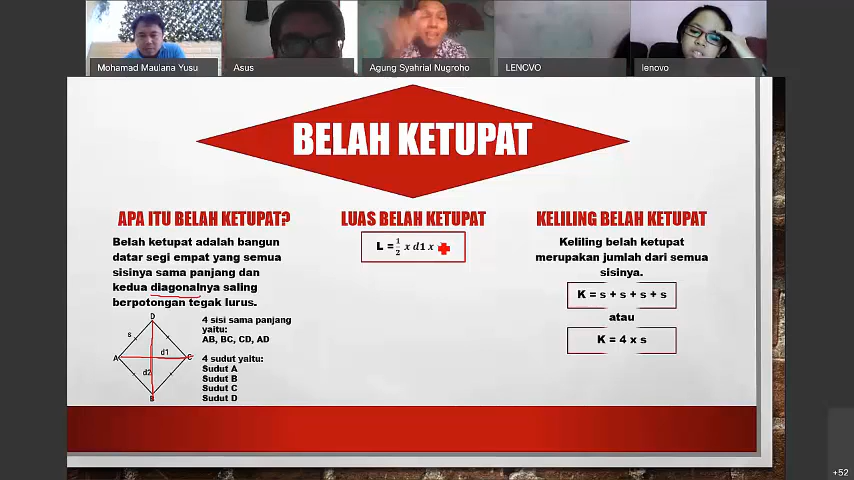 Mohamad Maulana Yusu
Asus
Agung Syahrial Nugroho
LENOVO
lenovo
BELAH KETUPAT
APA ITU BELAH KETUPAT?
Belah ketupat adalah bangun
datar segi empat yang semua
sisinya sama panjang dan
kedua diagonalnya saling
berpotongan tegak lurus.
D
s
A
d1
C
d2
B
4 sisi sama panjang
yaitu:
AB, BC, CD, AD
4 sudut yaitu:
Sudut A
Sudut B
Sudut C
Sudut D
LUAS BELAH KETUPAT
L = 1/2 x d1 x
KELILING BELAH KETUPAT
Keliling belah ketupat
merupakan jumlah dari semua
sisinya.
K = s + s + s + s
atau
K = 4 x s
+52